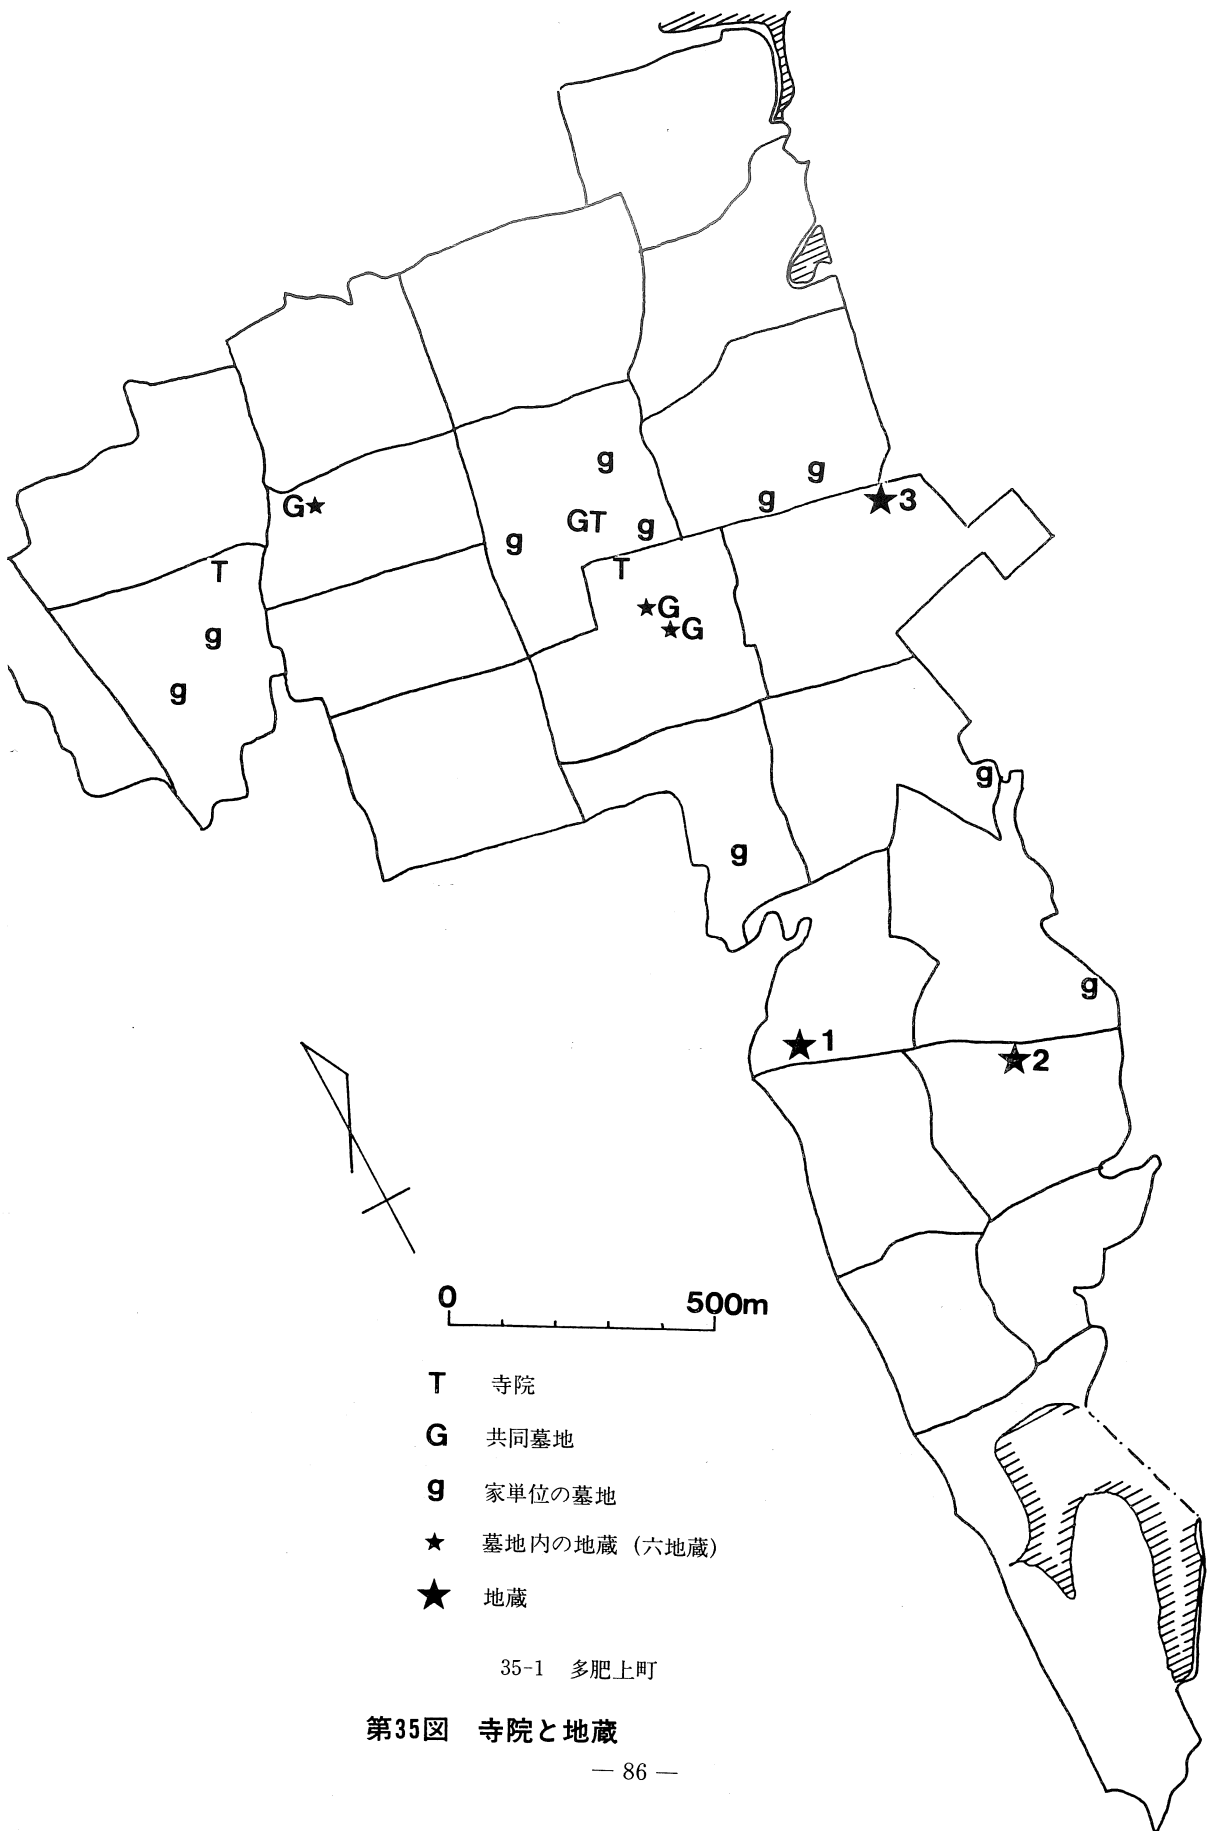 g
g
g
G★
g
GT
g
★3
T
T
★G
★G
g
g
g
g
g
★1
★2
0 500m
T 寺院
G 共同墓地
g 家単位の墓地
★ 墓地内の地蔵（六地蔵）
★ 地蔵
35-1 多肥上町
第35図 寺院と地蔵
— 86 —